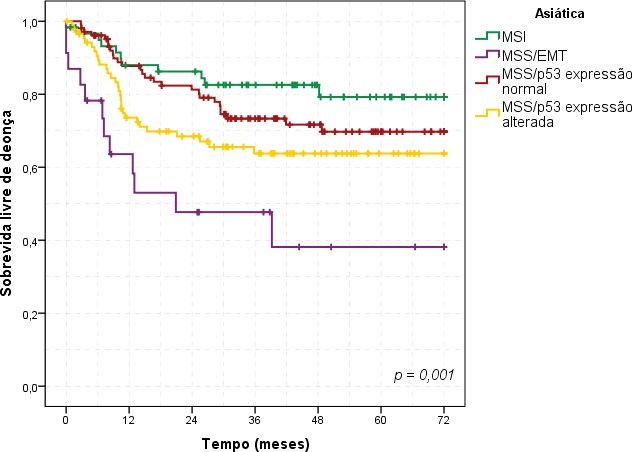 Asiática
MSI
MSS/EMT
MSS/p53 expressão
normal
MSS/p53 expressão
alterada
Sobrevida livre de deonça
1,0
0,8
0,6
0,4
0,2
0,0
p = 0,001
0 12 24 36 48 60 72
Tempo (meses)